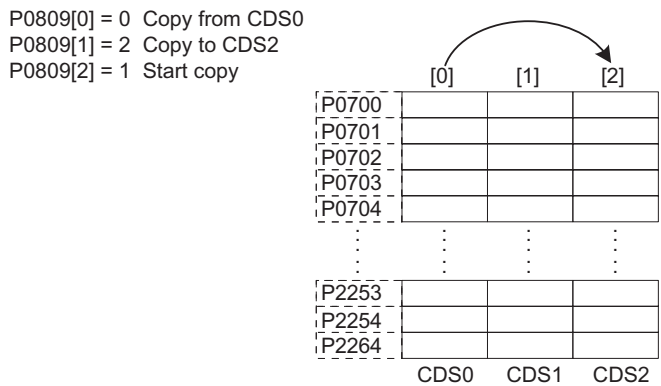 P0809[0] = 0 Copy from CDS0
P0809[1] = 2 Copy to CDS2
P0809[2] = 1 Start copy
[0] [1] [2]
P0700
P0701
P0702
P0703
P0704
P2253
P2254
P2264
CDS0 CDS1 CDS2